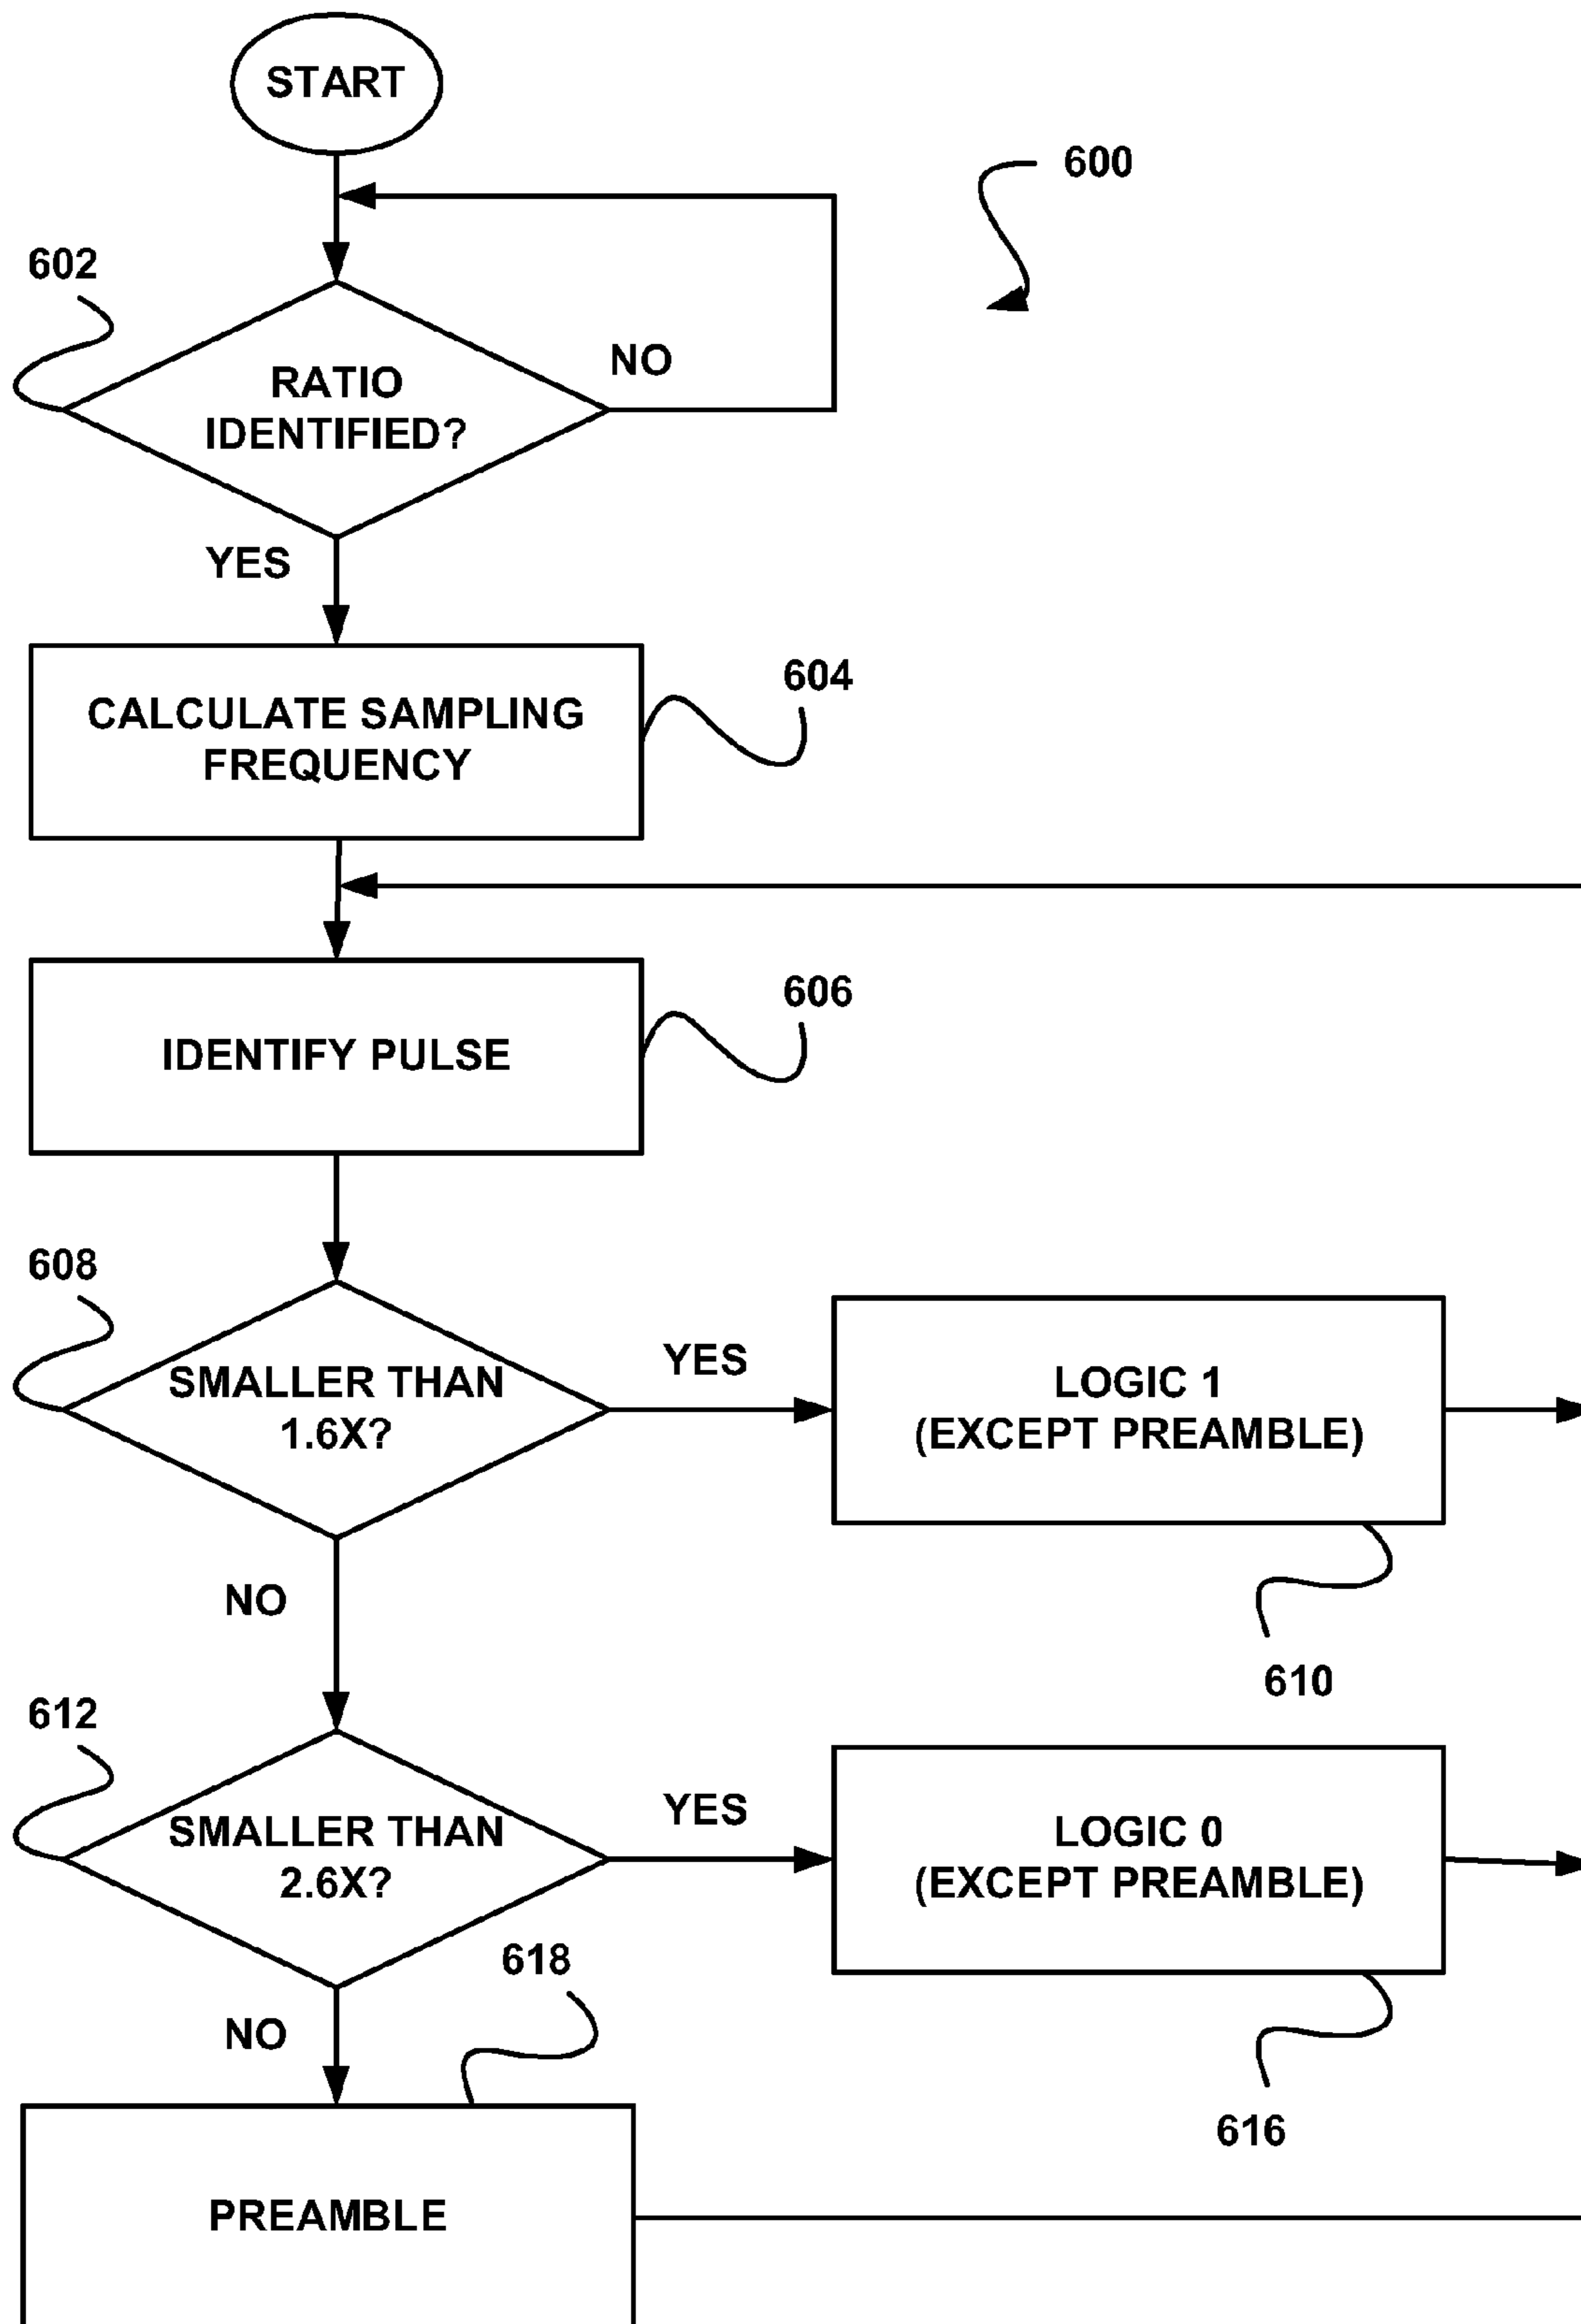 START
600
602
RATIO
IDENTIFIED?
NO
YES
CALCULATE SAMPLING
FREQUENCY
604
IDENTIFY PULSE
606
608
SMALLER THAN
1.6X?
YES
LOGIC 1
(EXCEPT PREAMBLE)
610
NO
612
SMALLER THAN
2.6X?
YES
LOGIC 0
(EXCEPT PREAMBLE)
616
NO
618
PREAMBLE